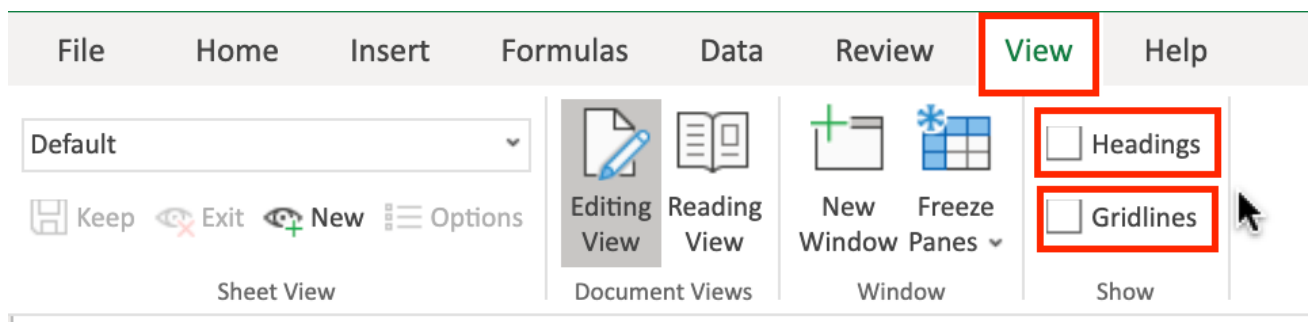 File Home Insert Formulas Data Review View Help
Default
Headings
Keep Exit New Options
Editing View
Reading View
New Window
Freeze Panes
Gridlines
Sheet View
Document Views
Window
Show